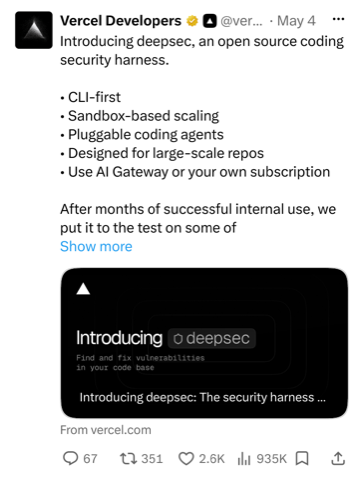 Vercel Developers @ver... · May 4 ···
Introducing deepsec, an open source coding
security harness.
• CLI-first
• Sandbox-based scaling
• Pluggable coding agents
• Designed for large-scale repos
• Use AI Gateway or your own subscription
After months of successful internal use, we
put it to the test on some of
Show more
Introducing deepsec
Find and fix vulnerabilities
in your code base
Introducing deepsec: The security harness ...
From vercel.com
67 351 2.6K 935K